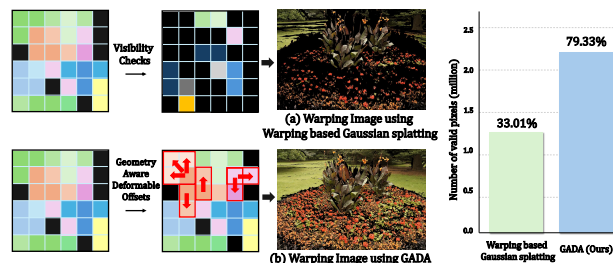 Visibility
Checks
(a) Warping Image using
Warping based Gaussian splatting
Geometry
Aware
Deformable
Offsets
(b) Warping Image using GADA
Number of valid pixels (million)
2.5
2.0
1.5
1.0
0.5
0.0
33.01%
79.33%
Warping based
Gaussian splatting
GADA (Ours)